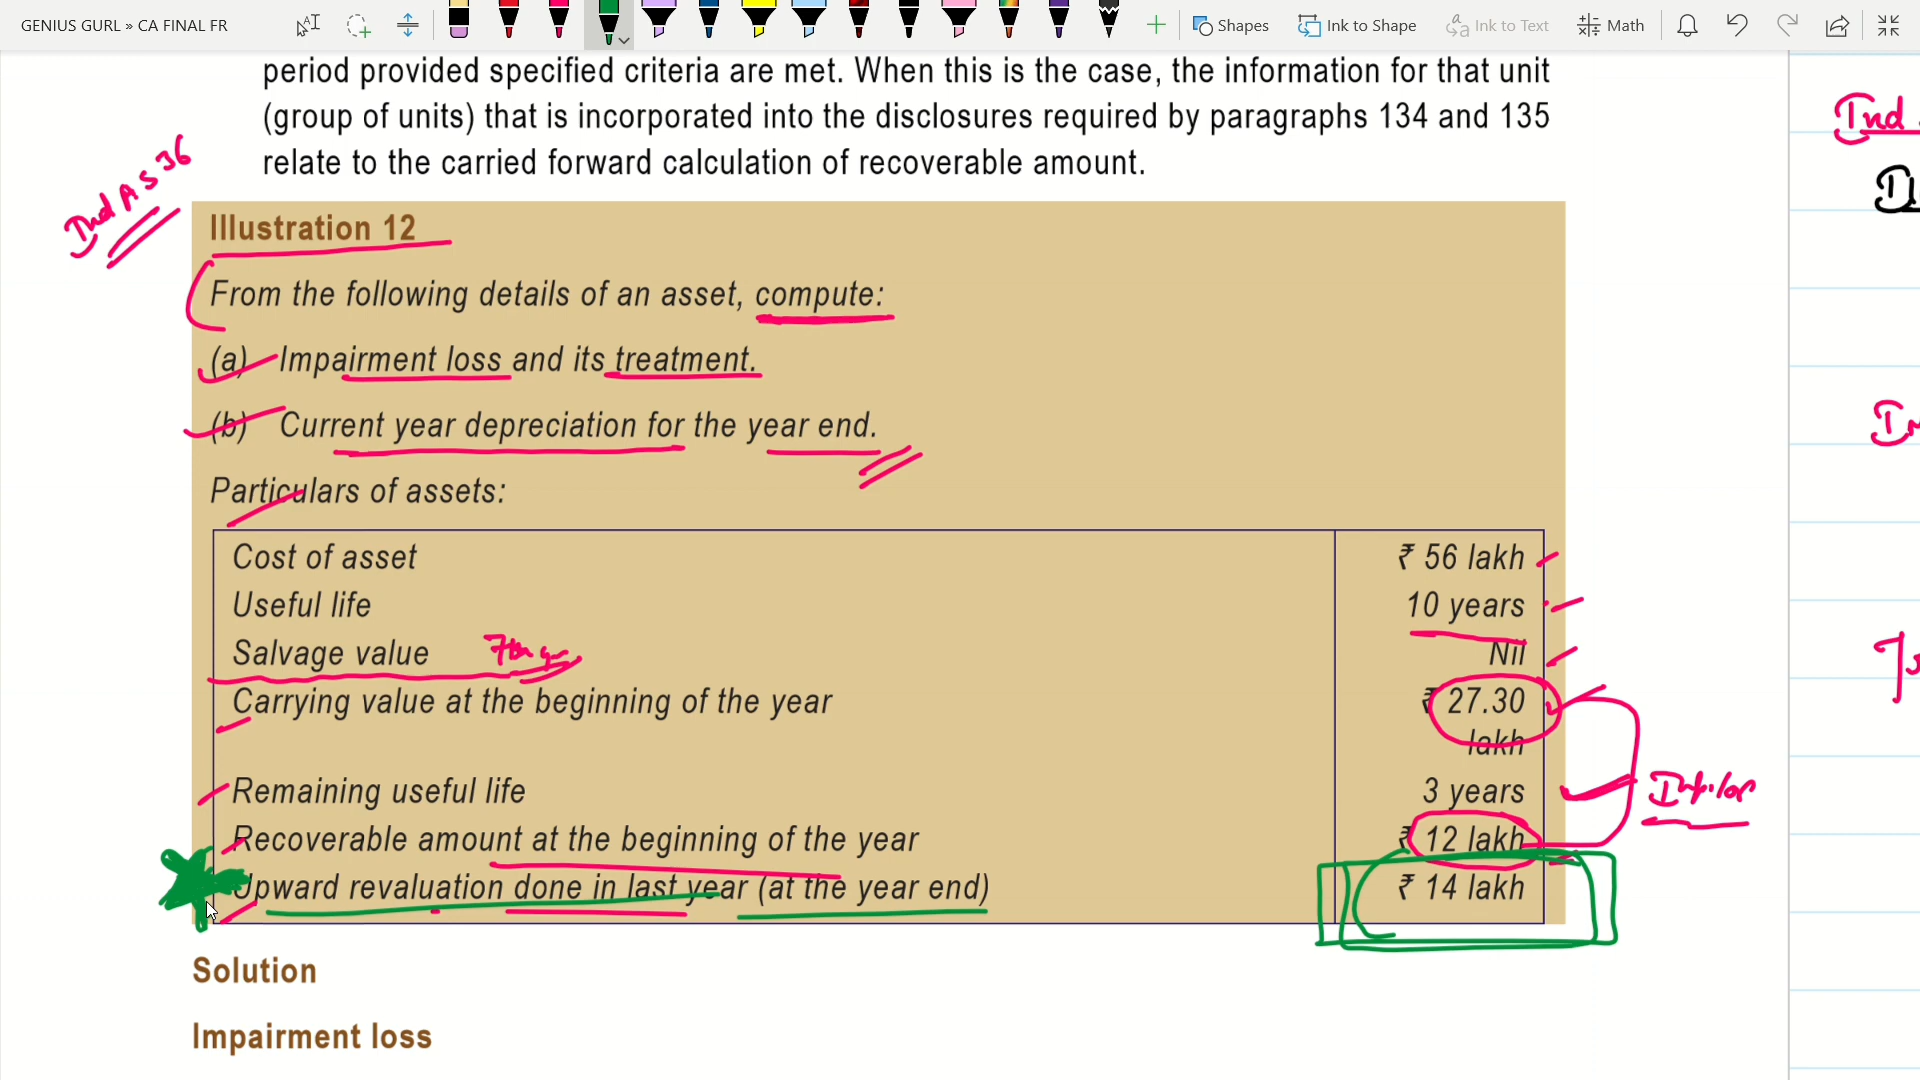 GENIUS GURL » CA FINAL FR
Shapes
Ink to Shape
Ink to Text
Math
period provided specified criteria are met. When this is the case, the information for that unit
(group of units) that is incorporated into the disclosures required by paragraphs 134 and 135
relate to the carried forward calculation of recoverable amount.
Ind AS 36
Ind
Illustration 12
From the following details of an asset, compute:
(a) Impairment loss and its treatment.
(b) Current year depreciation for the year end.
Particulars of assets:
Cost of asset ₹ 56 lakh
Useful life 10 years
Salvage value 7th yr Nil
Carrying value at the beginning of the year ₹ 27.30
lakh
Remaining useful life 3 years
Recoverable amount at the beginning of the year ₹ 12 lakh
Upward revaluation done in last year (at the year end) ₹ 14 lakh
Solution
Impairment loss